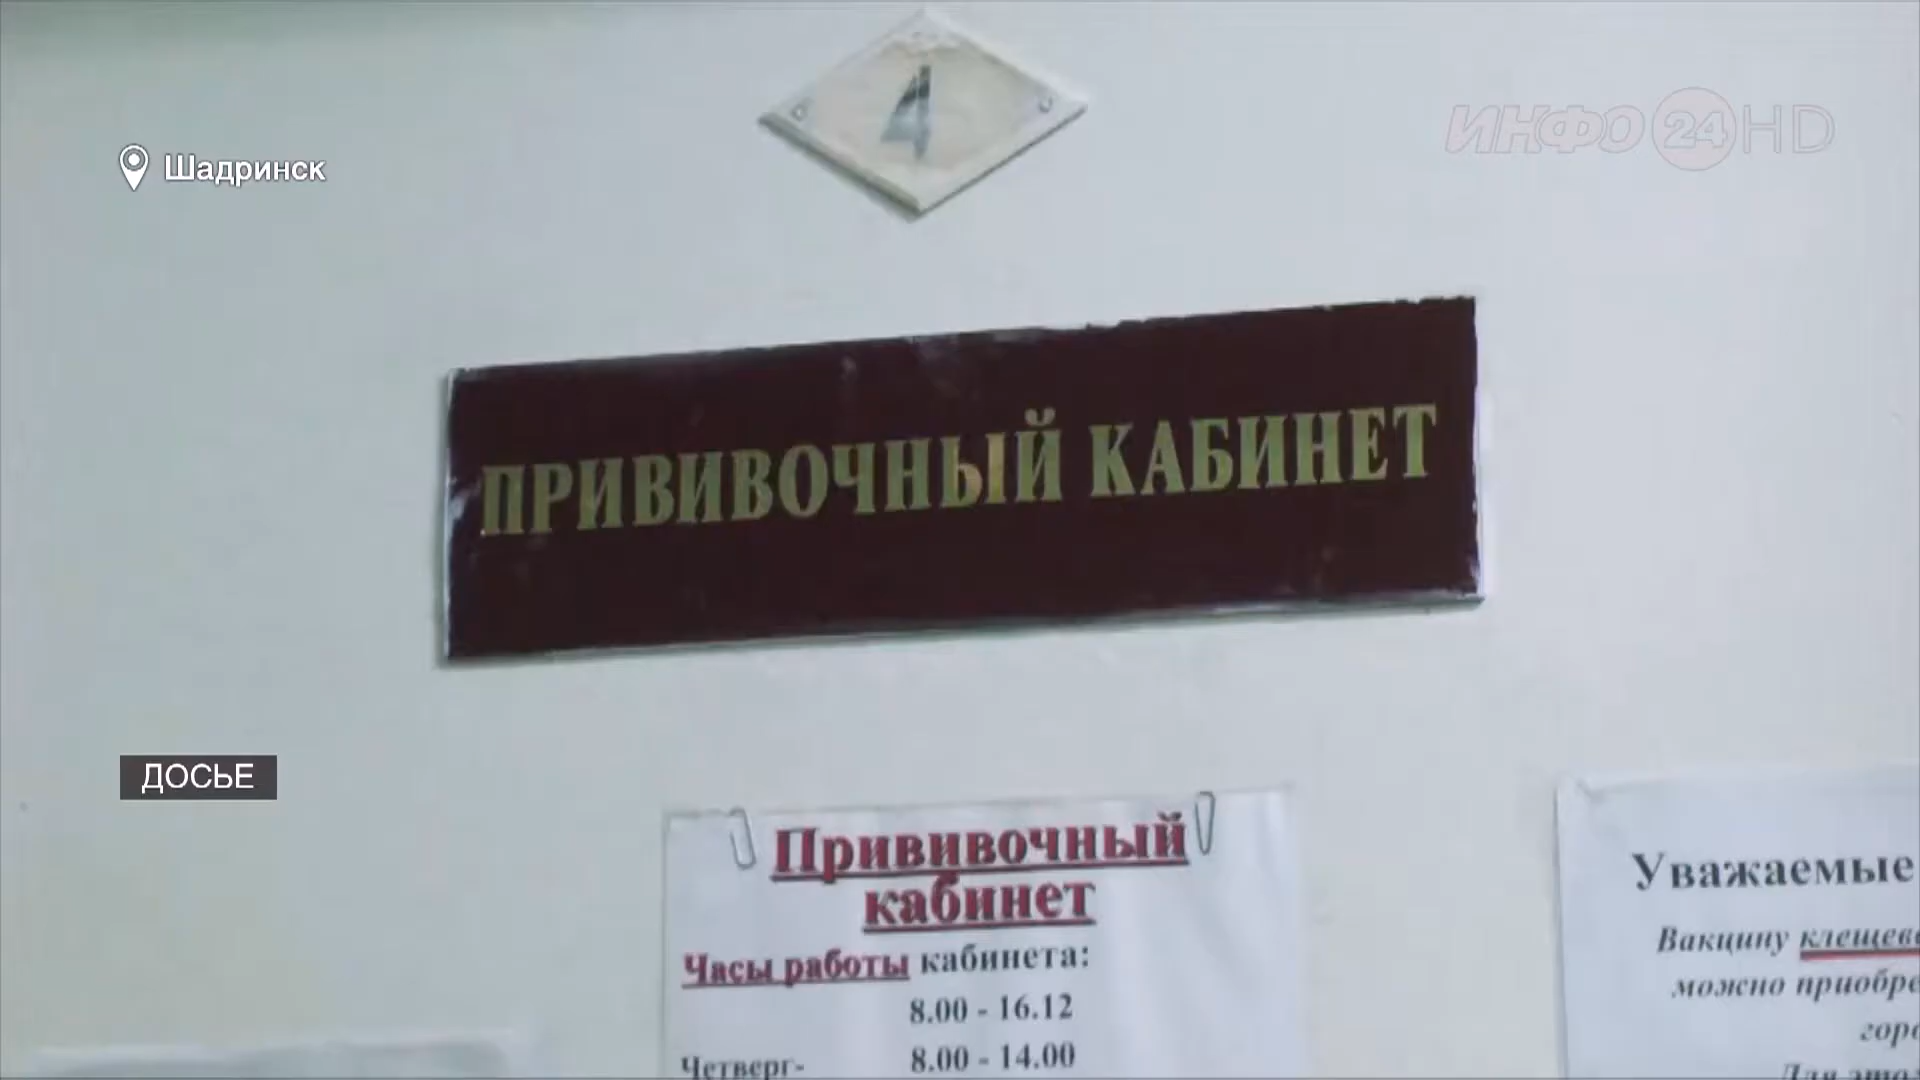 4
ИНФО 24 HD
Шадринск
ПРИВИВОЧНЫЙ КАБИНЕТ
ДОСЬЕ
Прививочный
кабинет
Часы работы кабинета:
8.00 - 16.12
Четверг- 8.00 - 14.00
Уважаемые
Вакцину
можно